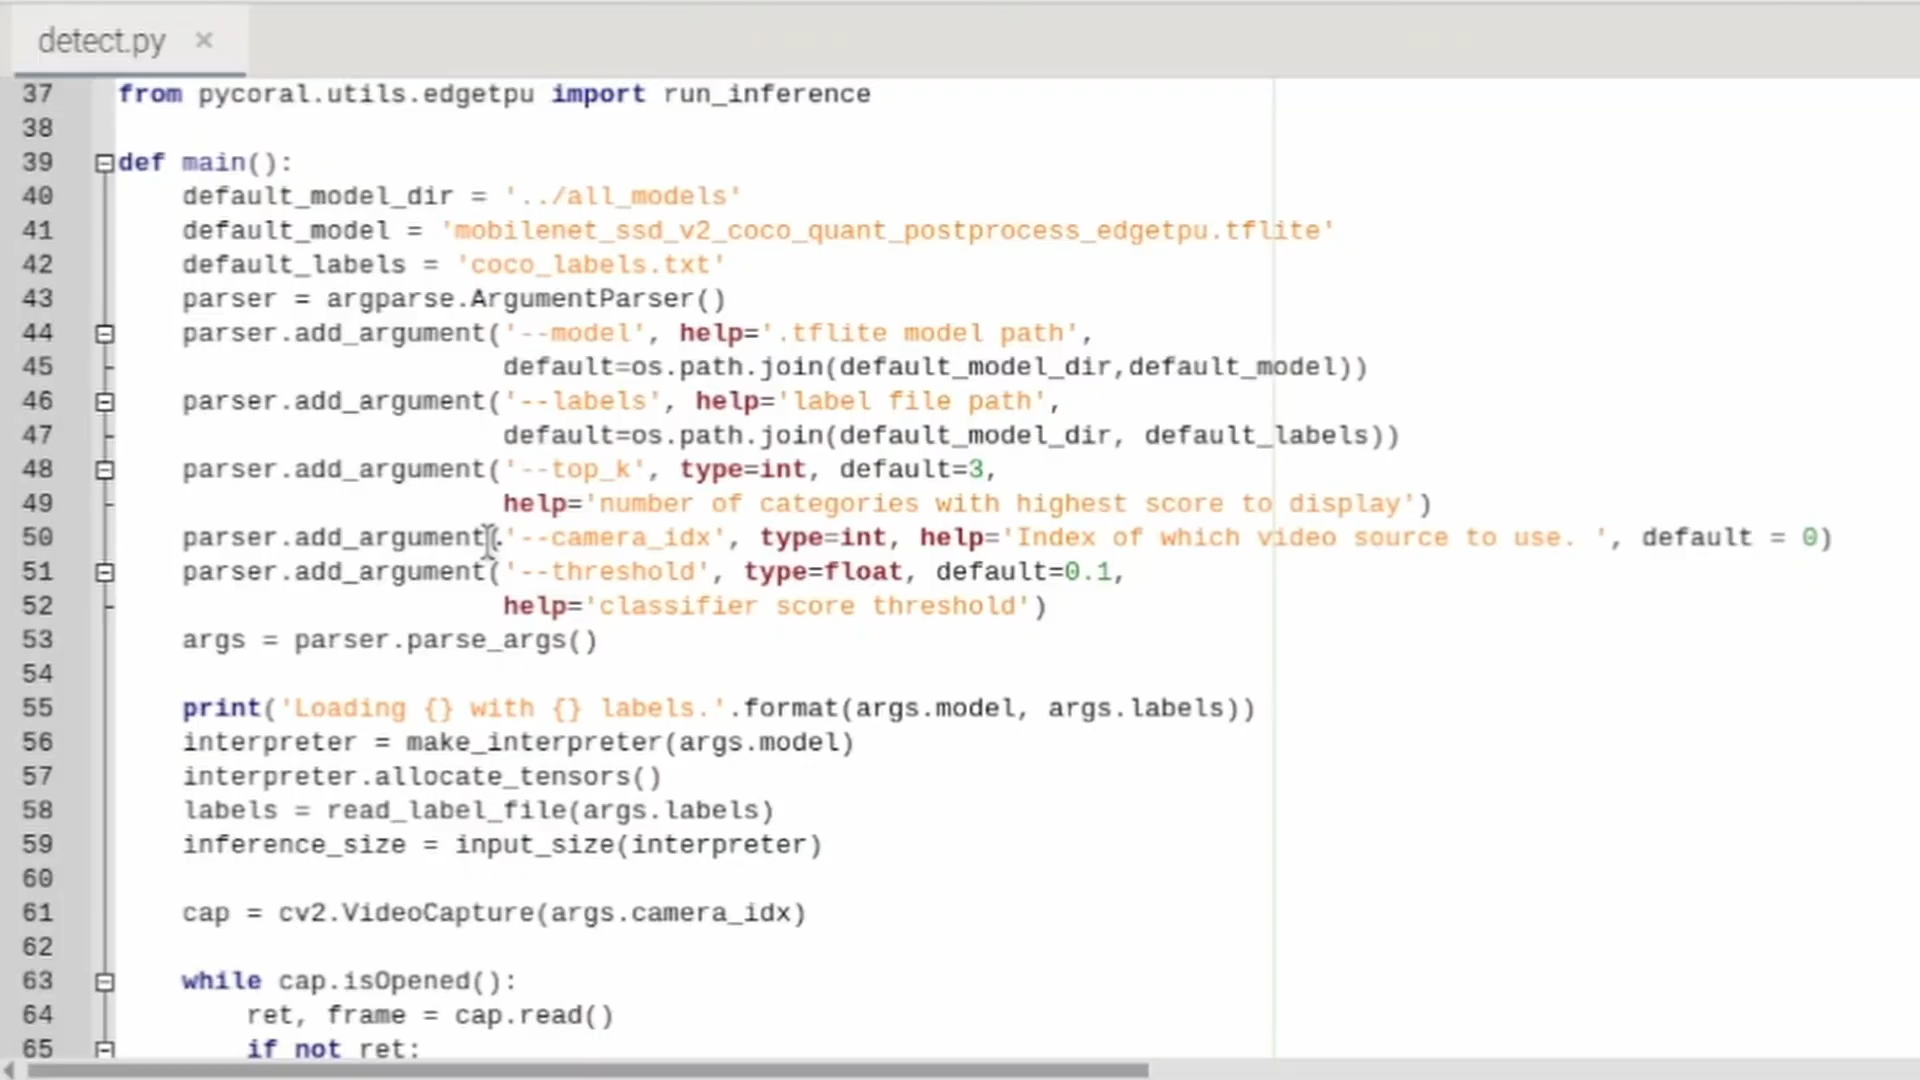 detect.py ×
37 from pycoral.utils.edgetpu import run_inference
38
39 def main():
40     default_model_dir = '../all_models'
41     default_model = 'mobilenet_ssd_v2_coco_quant_postprocess_edgetpu.tflite'
42     default_labels = 'coco_labels.txt'
43     parser = argparse.ArgumentParser()
44     parser.add_argument('--model', help='.tflite model path',
45                         default=os.path.join(default_model_dir,default_model))
46     parser.add_argument('--labels', help='label file path',
47                         default=os.path.join(default_model_dir, default_labels))
48     parser.add_argument('--top_k', type=int, default=3,
49                         help='number of categories with highest score to display')
50     parser.add_argument('--camera_idx', type=int, help='Index of which video source to use. ', default = 0)
51     parser.add_argument('--threshold', type=float, default=0.1,
52                         help='classifier score threshold')
53     args = parser.parse_args()
54
55     print('Loading {} with {} labels.'.format(args.model, args.labels))
56     interpreter = make_interpreter(args.model)
57     interpreter.allocate_tensors()
58     labels = read_label_file(args.labels)
59     inference_size = input_size(interpreter)
60
61     cap = cv2.VideoCapture(args.camera_idx)
62
63     while cap.isOpened():
64         ret, frame = cap.read()
65         if not ret: